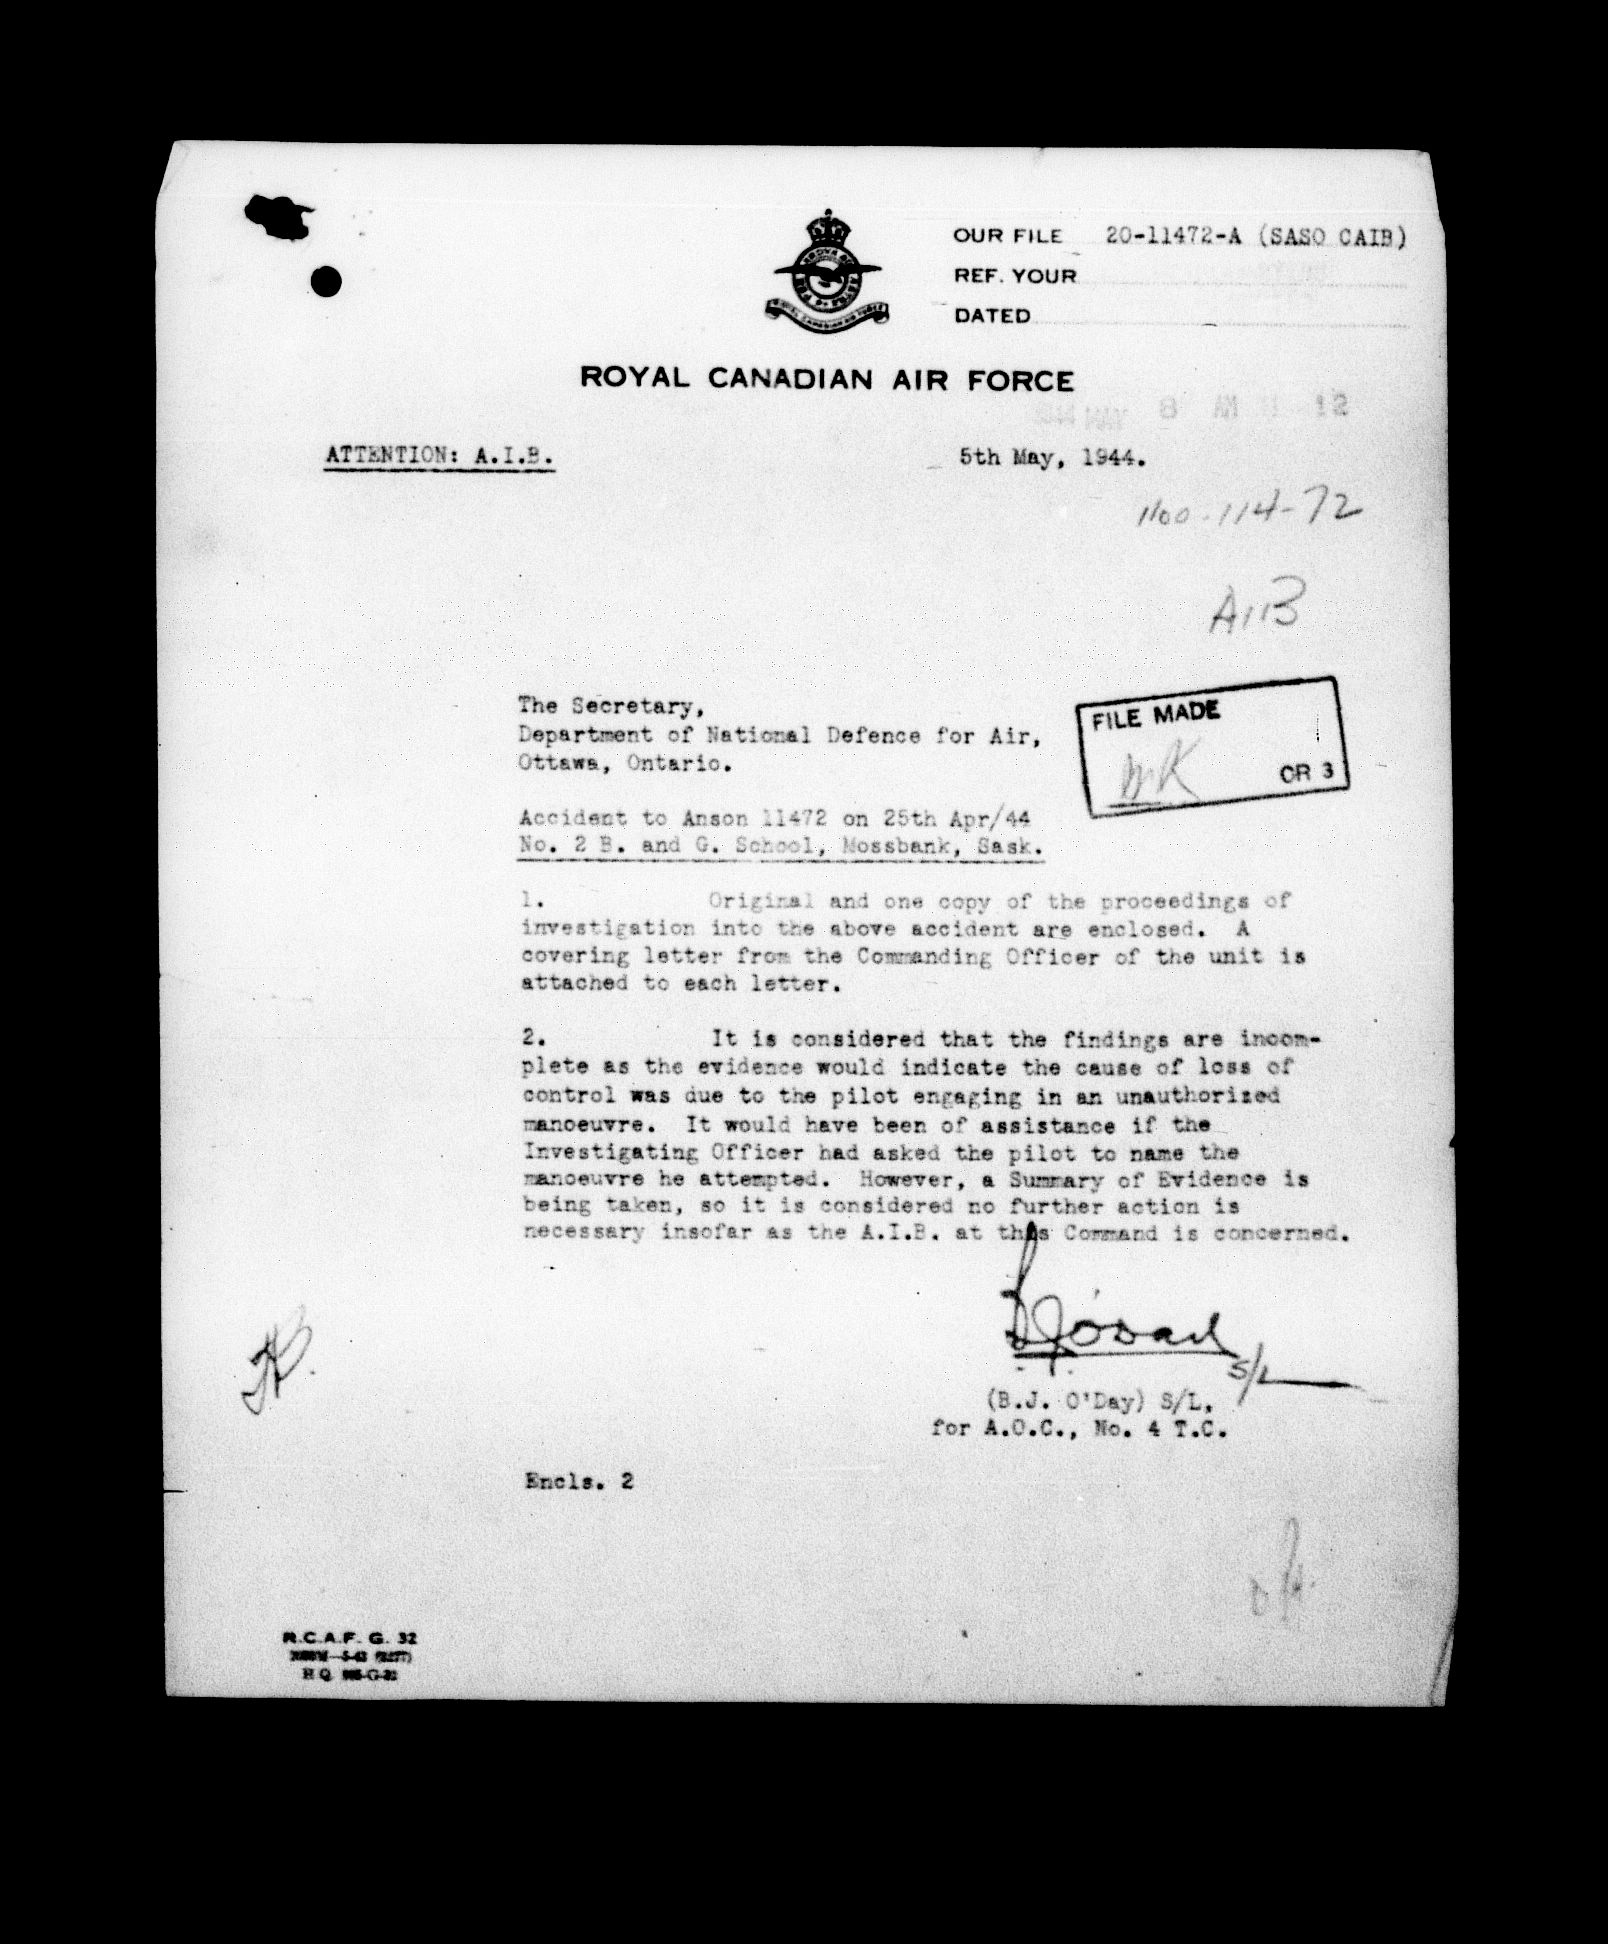 OUR FILE 20-11472-A (SASO CAIB)
REF. YOUR
DATED
ROYAL CANADIAN AIR FORCE
MAY 8 AM 12
ATTENTION: A.I.B.
5th May, 1944.
1100-114-72
AIB
The Secretary,
Department of National Defence for Air,
Ottawa, Ontario.
FILE MADE
CR 3
Accident to Anson 11472 on 25th Apr/44
No. 2 B. and G. School, Mossbank, Sask.
1. Original and one copy of the proceedings of
investigation into the above accident are enclosed. A
covering letter from the Commanding Officer of the unit is
attached to each letter.
2. It is considered that the findings are incom-
plete as the evidence would indicate the cause of loss of
control was due to the pilot engaging in an unauthorized
manoeuvre. It would have been of assistance if the
Investigating Officer had asked the pilot to name the
manoeuvre he attempted. However, a Summary of Evidence is
being taken, so it is considered no further action is
necessary insofar as the A.I.B. at this Command is concerned.
S/L
(B.J. O'Day) S/L,
for A.O.C., No. 4 T.C.
Encls. 2
R.C.A.F. G. 32
H.Q.